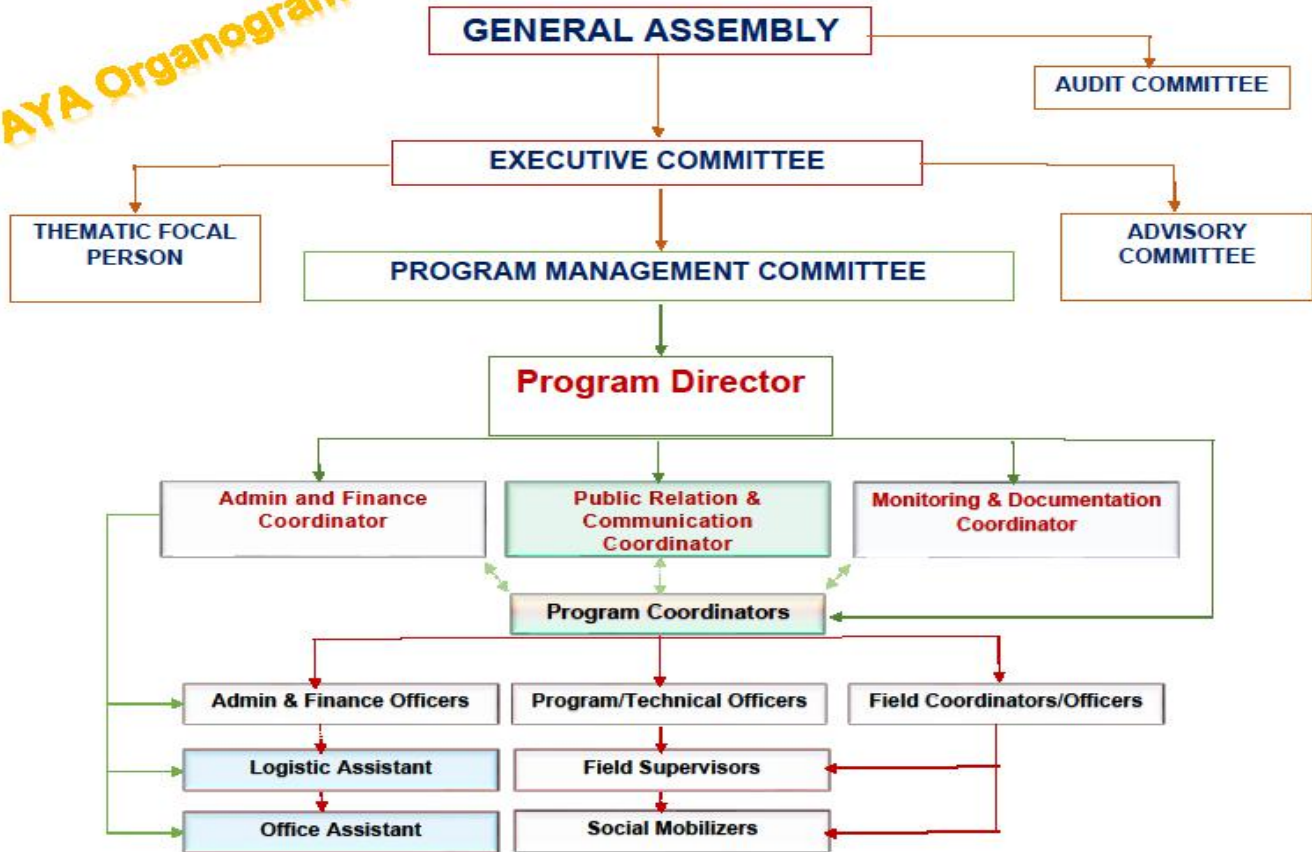 AYA Organogram
GENERAL ASSEMBLY
AUDIT COMMITTEE
EXECUTIVE COMMITTEE
THEMATIC FOCAL
PERSON
ADVISORY
COMMITTEE
PROGRAM MANAGEMENT COMMITTEE
Program Director
Admin and Finance
Coordinator
Public Relation &
Communication
Coordinator
Monitoring & Documentation
Coordinator
Program Coordinators
Admin & Finance Officers
Program/Technical Officers
Field Coordinators/Officers
Logistic Assistant
Field Supervisors
Office Assistant
Social Mobilizers